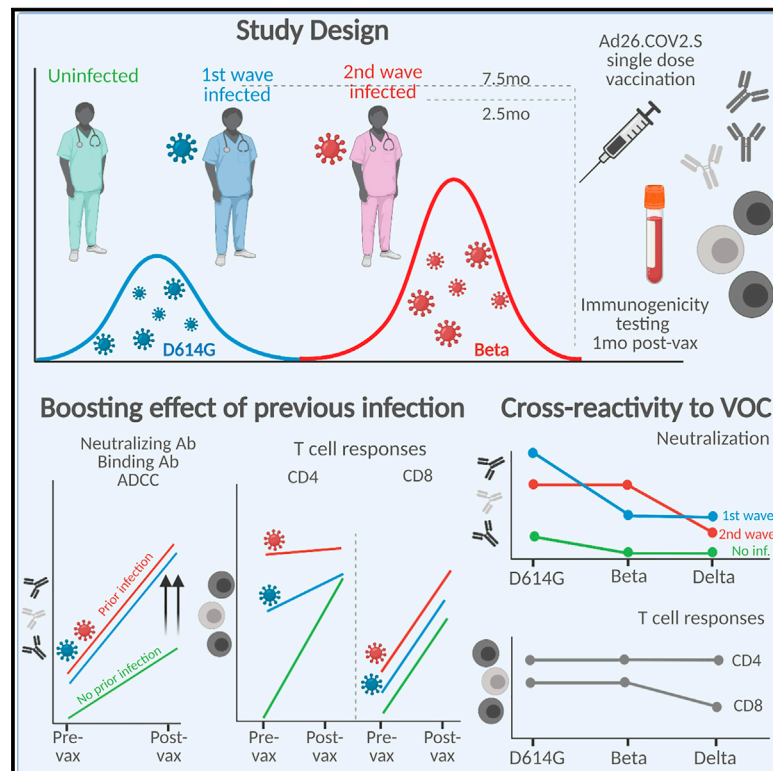 Study Design
Uninfected
1st wave
infected
2nd wave
infected
7.5mo
2.5mo
Ad26.COV2.S
single dose
vaccination
D614G
Beta
Immunogenicity
testing
1mo post-vax
Boosting effect of previous infection
Neutralizing Ab
Binding Ab
ADCC
Prior infection
No prior infection
Pre-
vax
Post-
vax
T cell responses
CD4
CD8
Pre-
vax
Post-
vax
Pre-
vax
Post-
vax
Cross-reactivity to VOC
Neutralization
1st wave
2nd wave
No inf.
D614G
Beta
Delta
T cell responses
CD4
CD8
D614G
Beta
Delta